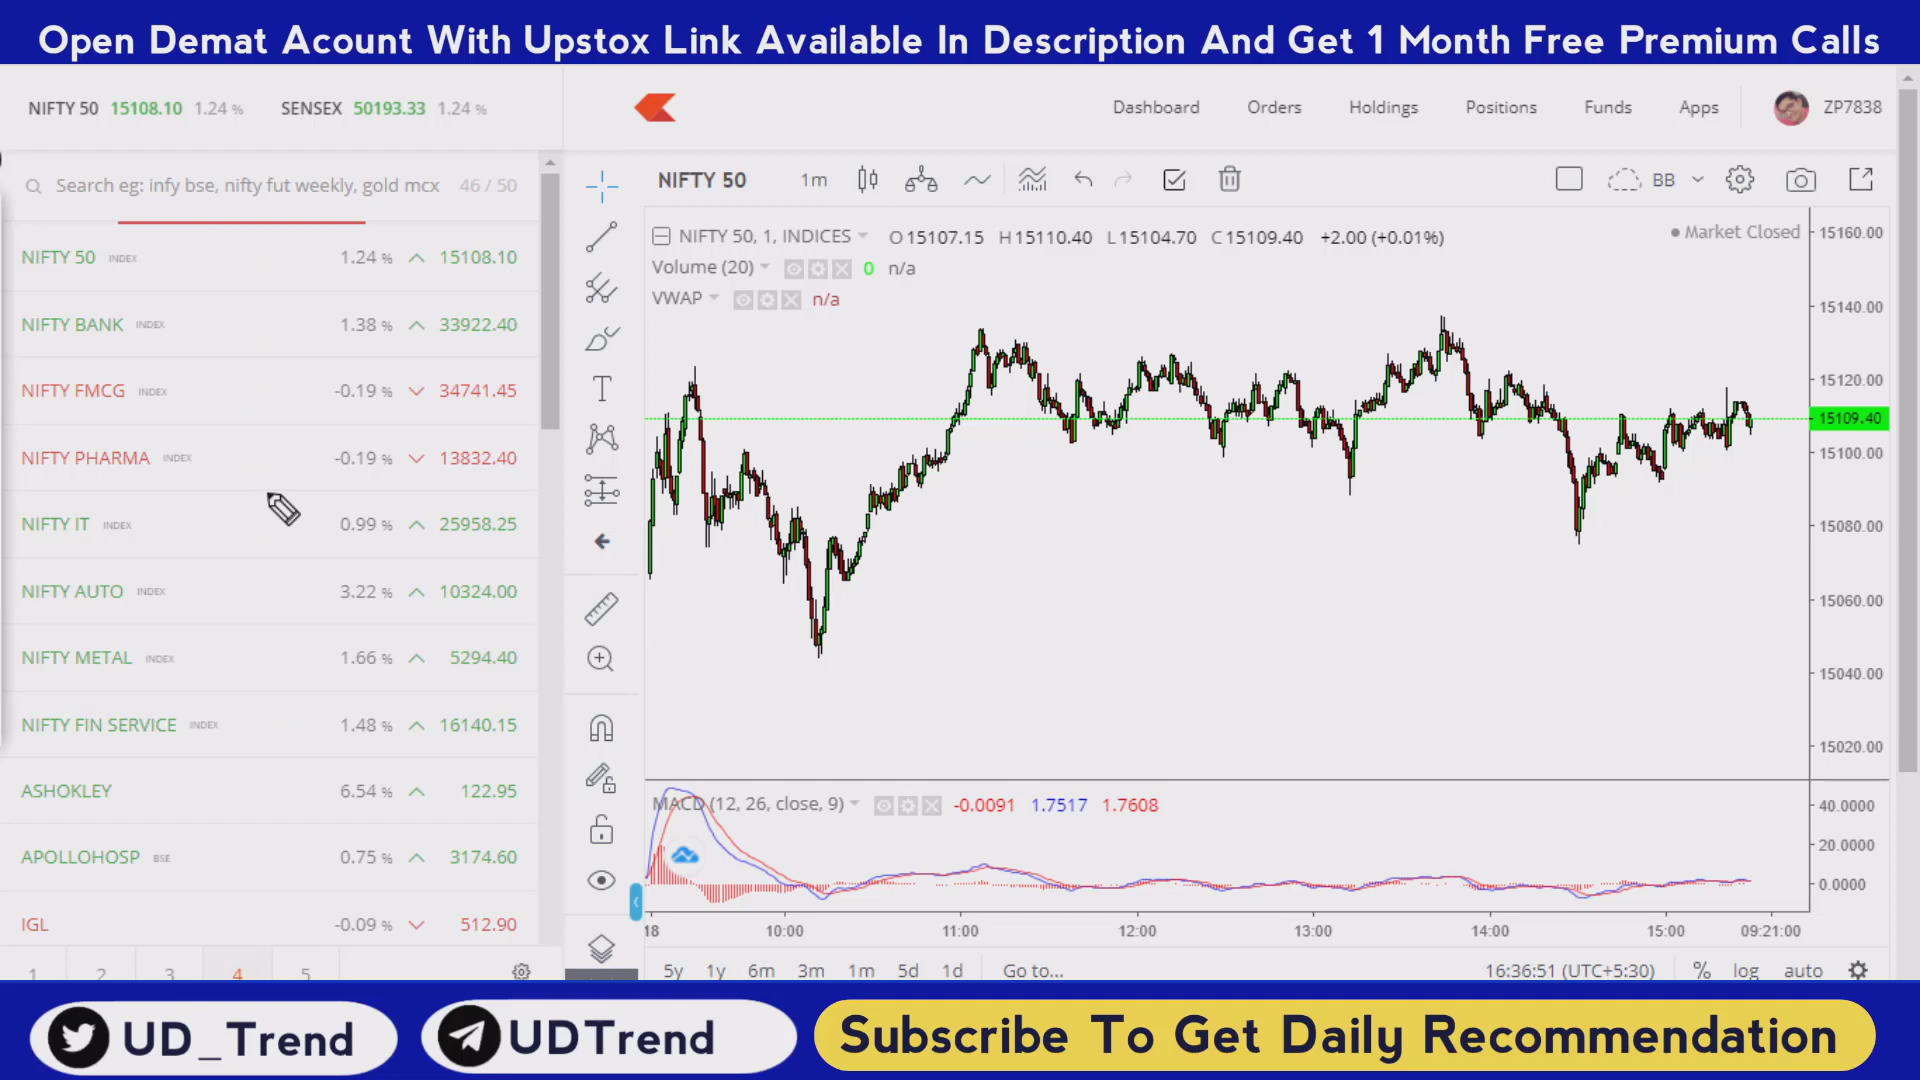 Open Demat Acount With Upstox Link Available In Description And Get 1 Month Free Premium Calls
NIFTY 50 15108.10 1.24 % SENSEX 50193.33 1.24 %
Dashboard Orders Holdings Positions Funds Apps ZP7838
Search eg: infy bse, nifty fut weekly, gold mcx 46 / 50
NIFTY 50 INDEX 1.24 % 15108.10
NIFTY BANK INDEX 1.38 % 33922.40
NIFTY FMCG INDEX -0.19 % 34741.45
NIFTY PHARMA INDEX -0.19 % 13832.40
NIFTY IT INDEX 0.99 % 25958.25
NIFTY AUTO INDEX 3.22 % 10324.00
NIFTY METAL INDEX 1.66 % 5294.40
NIFTY FIN SERVICE INDEX 1.48 % 16140.15
ASHOKLEY 6.54 % 122.95
APOLLOHOSP BSE 0.75 % 3174.60
IGL -0.09 % 512.90
1 2 3 4 5
NIFTY 50 1m BB
NIFTY 50, 1, INDICES O 15107.15 H 15110.40 L 15104.70 C 15109.40 +2.00 (+0.01%)
Market Closed
Volume (20) 0 n/a
VWAP n/a
15160.00
15140.00
15120.00
15109.40
15100.00
15080.00
15060.00
15040.00
15020.00
MACD (12, 26, close, 9) -0.0091 1.7517 1.7608
40.0000
20.0000
0.0000
18 10:00 11:00 12:00 13:00 14:00 15:00 09:21:00
5y 1y 6m 3m 1m 5d 1d Go to... 16:36:51 (UTC+5:30) % log auto
UD_Trend UDTrend Subscribe To Get Daily Recommendation